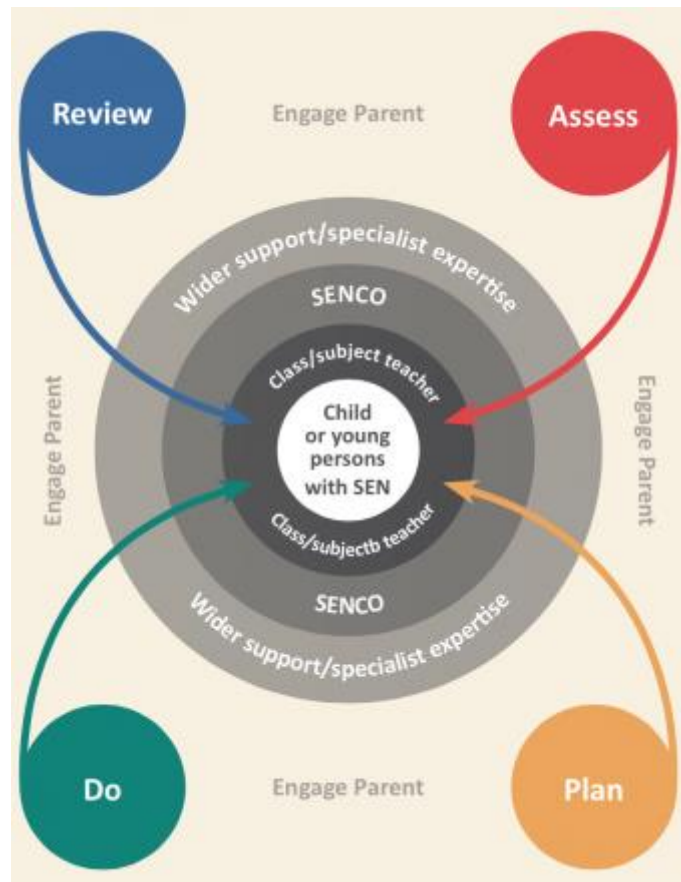 Review
Engage Parent
Assess
Wider support/specialist expertise
SENCO
Class/subject teacher
Engage Parent
Child
or young
persons
with SEN
Engage Parent
Class/subjectb teacher
SENCO
Wider support/specialist expertise
Do
Engage Parent
Plan